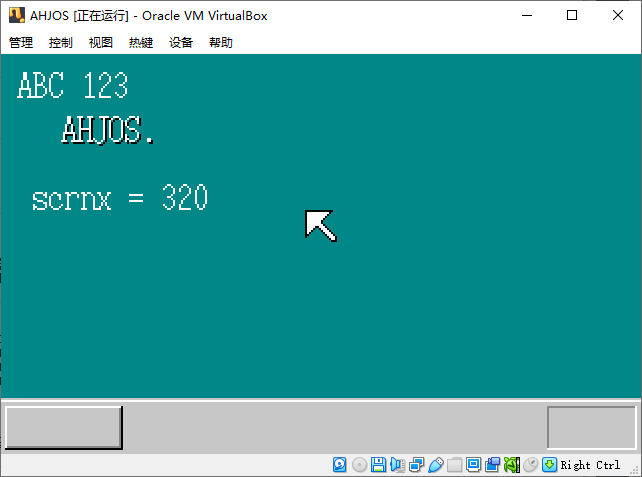 AHJOS [正在运行] - Oracle VM VirtualBox
管理 控制 视图 热键 设备 帮助
ABC 123
AHJOS.
scrnx = 320
Right Ctrl